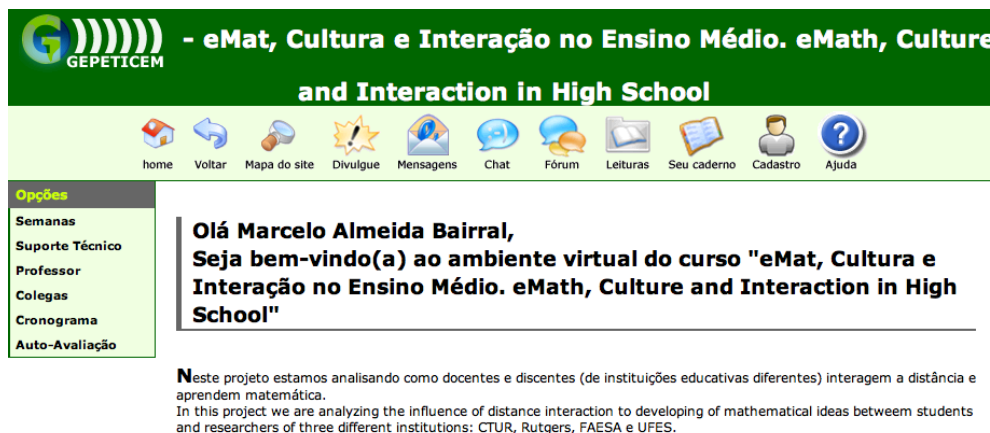 GEPETICEM
- eMat, Cultura e Interação no Ensino Médio. eMath, Culture
and Interaction in High School
home Voltar Mapa do site Divulgue Mensagens Chat Fórum Leituras Seu caderno Cadastro Ajuda
Opções
Semanas
Suporte Técnico
Professor
Colegas
Cronograma
Auto-Avaliação
Olá Marcelo Almeida Bairral,
Seja bem-vindo(a) ao ambiente virtual do curso "eMat, Cultura e
Interação no Ensino Médio. eMath, Culture and Interaction in High
School"
Neste projeto estamos analisando como docentes e discentes (de instituições educativas diferentes) interagem a distância e
aprendem matemática.
In this project we are analyzing the influence of distance interaction to developing of mathematical ideas betweem students
and researchers of three different institutions: CTUR, Rutgers, FAESA e UFES.